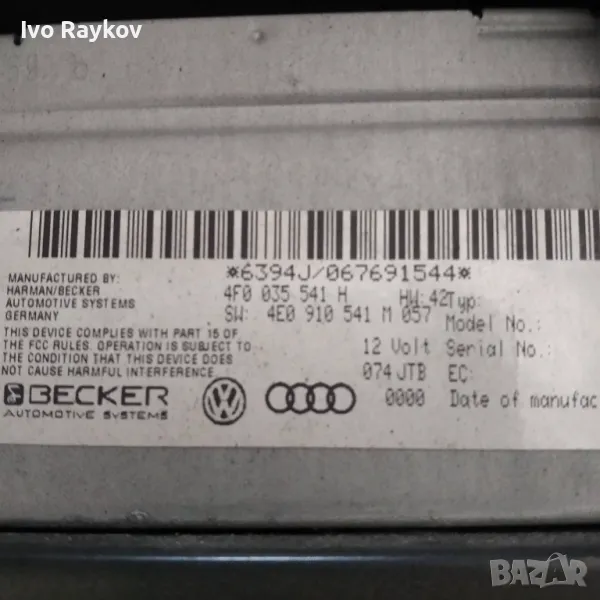 Ivo Raykov
*6394J/067691544*
MANUFACTURED BY:
HARMAN/BECKER
AUTOMOTIVE SYSTEMS
GERMANY
4F0 035 541 H HW:42
SW: 4E0 910 541 M 057
THIS DEVICE COMPLIES WITH PART 15 OF
THE FCC RULES. OPERATION IS SUBJECT TO
THE CONDITION THAT THIS DEVICE DOES
NOT CAUSE HARMFUL INTERFERENCE
12 Volt
074 JTB
0000
Typ:
Model No.:
Serial No.:
EC:
Date of manufac
BECKER
AUTOMOTIVE SYSTEMS
BAZAR